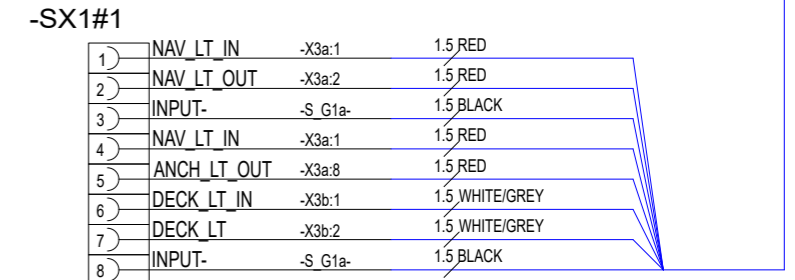 -SX1#1
1 NAV_LT_IN -X3a:1 1.5 RED
2 NAV_LT_OUT -X3a:2 1.5 RED
3 INPUT- -S_G1a- 1.5 BLACK
4 NAV_LT_IN -X3a:1 1.5 RED
5 ANCH_LT_OUT -X3a:8 1.5 RED
6 DECK_LT_IN -X3b:1 1.5 WHITE/GREY
7 DECK_LT -X3b:2 1.5 WHITE/GREY
8 INPUT- -S_G1a- 1.5 BLACK